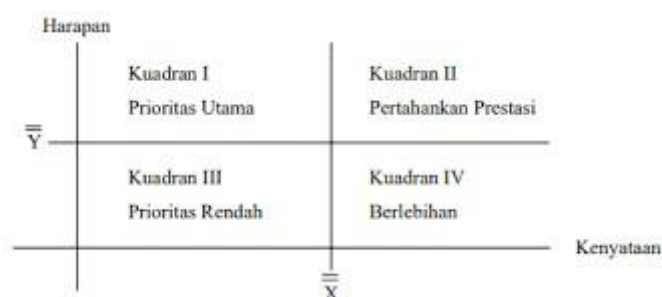 Harapan
Kuadran I
Prioritas Utama
Kuadran II
Pertahankan Prestasi
Y
Kuadran III
Prioritas Rendah
Kuadran IV
Berlebihan
Kenyataan
X